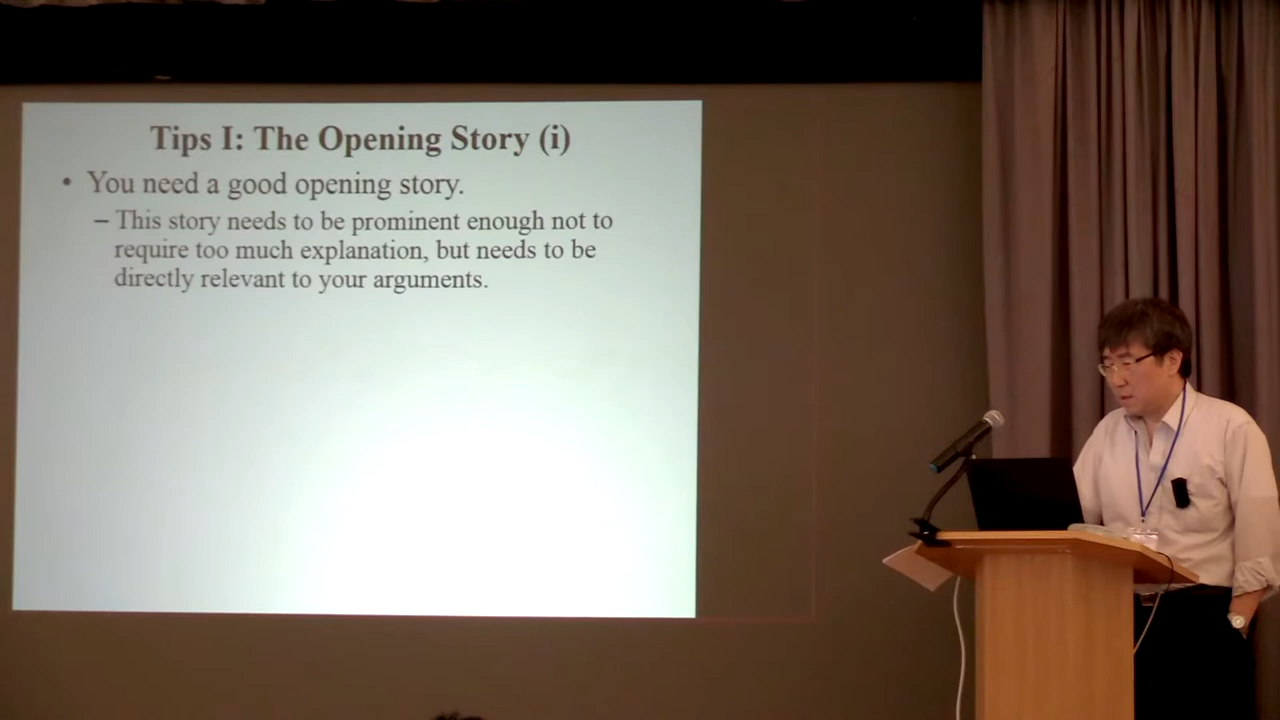 Tips I: The Opening Story (i)
• You need a good opening story.
– This story needs to be prominent enough not to
require too much explanation, but needs to be
directly relevant to your arguments.